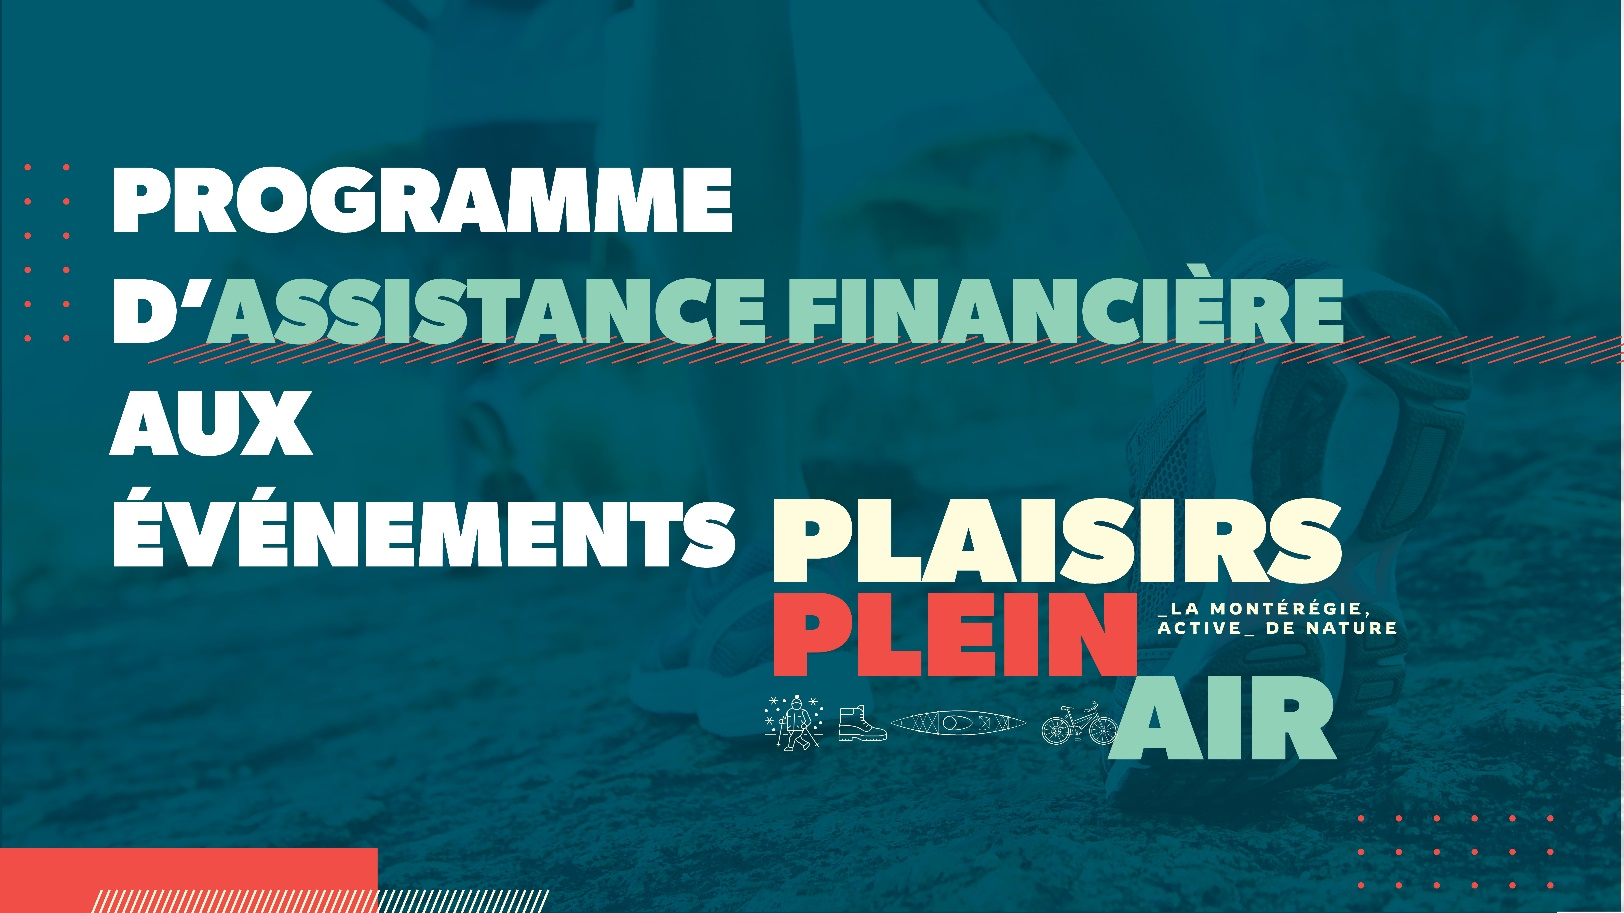 PROGRAMME
D'ASSISTANCE FINANCIÈRE
AUX
ÉVÉNEMENTS
PLAISIRS
PLEIN
_LA MONTÉRÉGIE,
ACTIVE_ DE NATURE
AIR